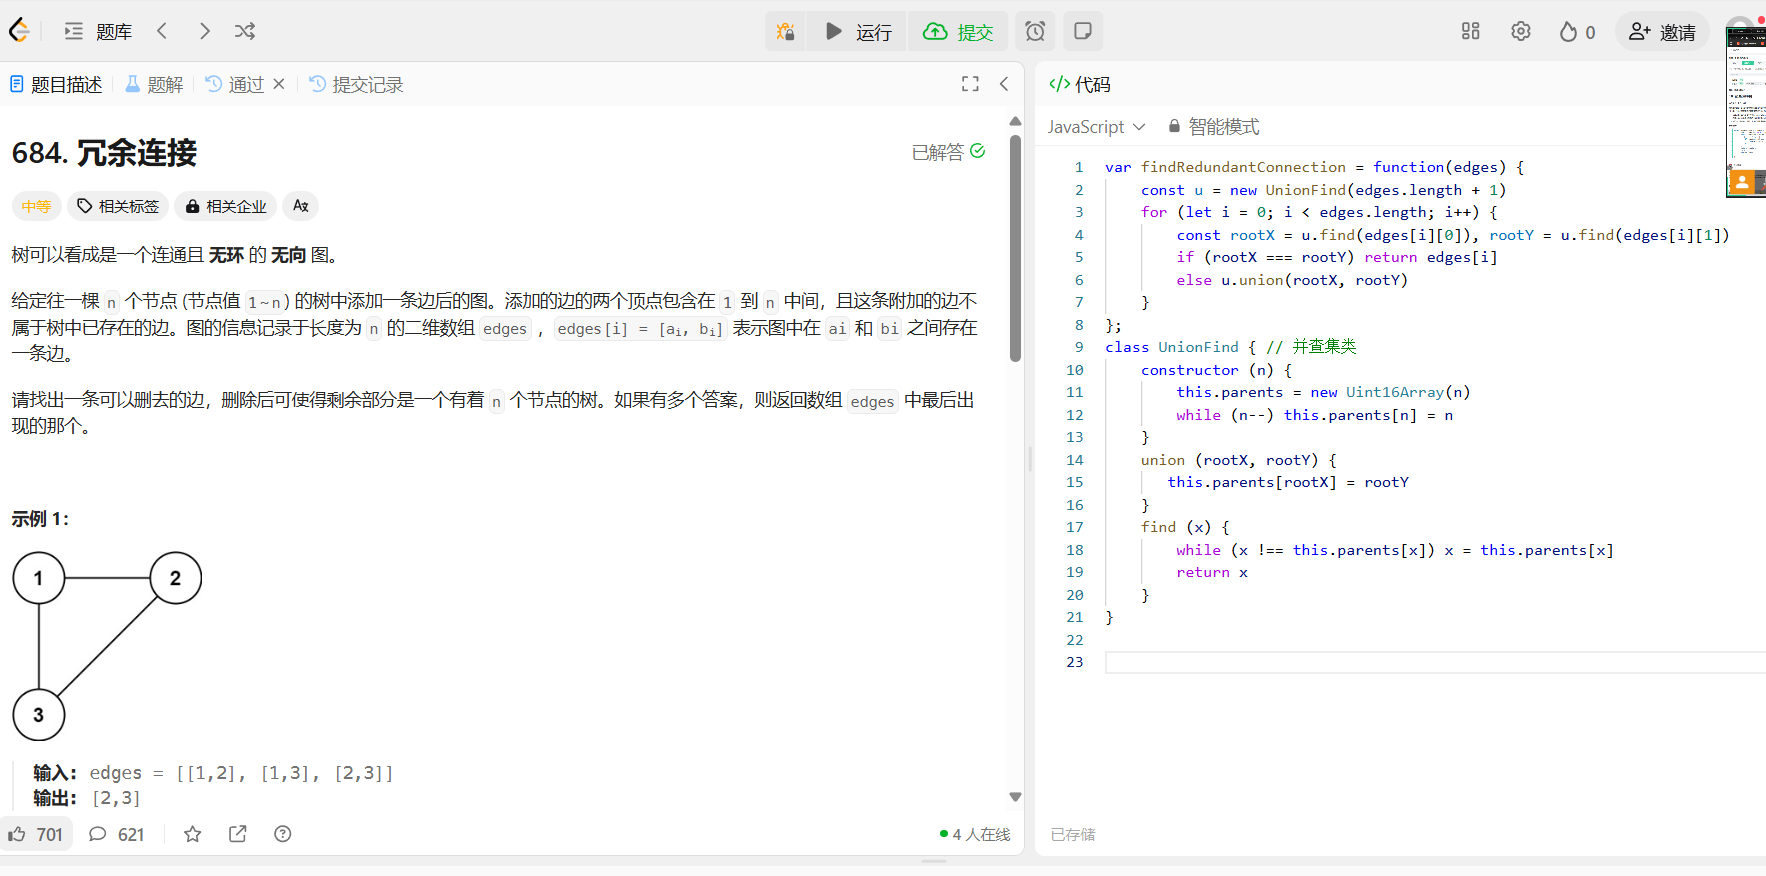 题库
运行
提交
0
邀请
题目描述
题解
通过
提交记录
684. 冗余连接
已解答
中等
相关标签
相关企业
树可以看成是一个连通且 无环 的 无向 图。
给定往一棵 n 个节点 (节点值 1~n) 的树中添加一条边后的图。添加的边的两个顶点包含在 1 到 n 中间，且这条附加的边不
属于树中已存在的边。图的信息记录于长度为 n 的二维数组 edges ，edges[i] = [ai, bi] 表示图中在 ai 和 bi 之间存在
一条边。
请找出一条可以删去的边，删除后可使得剩余部分是一个有着 n 个节点的树。如果有多个答案，则返回数组 edges 中最后出
现的那个。
示例 1：
1
2
3
输入： edges = [[1,2], [1,3], [2,3]]
输出： [2,3]
701
621
4 人在线
</> 代码
JavaScript
智能模式
1 var findRedundantConnection = function(edges) {
2 const u = new UnionFind(edges.length + 1)
3 for (let i = 0; i < edges.length; i++) {
4 const rootX = u.find(edges[i][0]), rootY = u.find(edges[i][1])
5 if (rootX === rootY) return edges[i]
6 else u.union(rootX, rootY)
7 }
8 };
9 class UnionFind { // 并查集类
10 constructor (n) {
11 this.parents = new Uint16Array(n)
12 while (n--) this.parents[n] = n
13 }
14 union (rootX, rootY) {
15 this.parents[rootX] = rootY
16 }
17 find (x) {
18 while (x !== this.parents[x]) x = this.parents[x]
19 return x
20 }
21 }
22
23
已存储